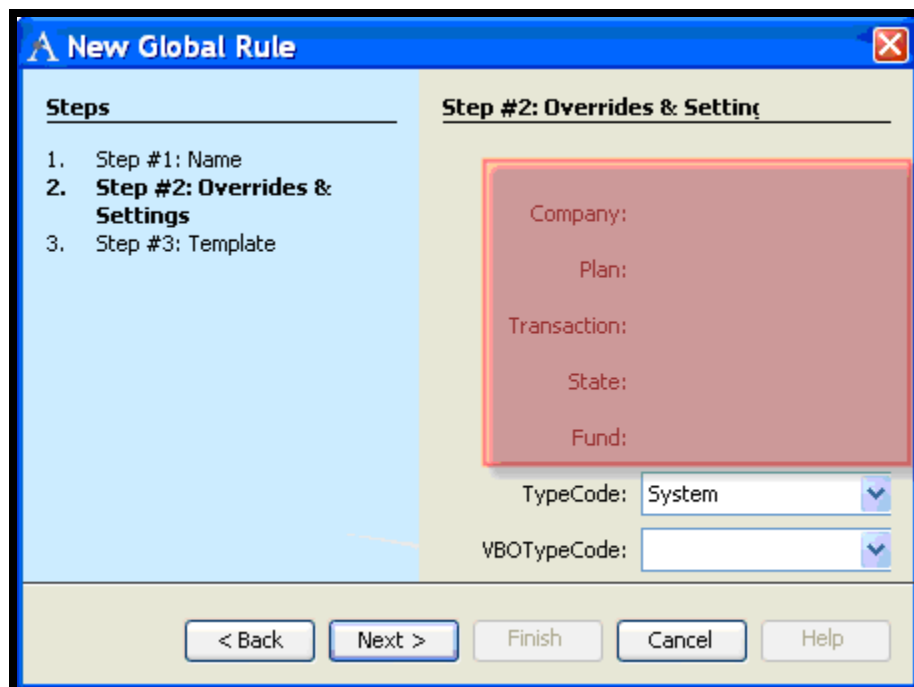 New Global Rule
Steps
1. Step #1: Name
2. Step #2: Overrides &
Settings
3. Step #3: Template
Step #2: Overrides & Setting
Company:
Plan:
Transaction:
State:
Fund:
TypeCode: System
VBOTypeCode:
< Back Next > Finish Cancel Help